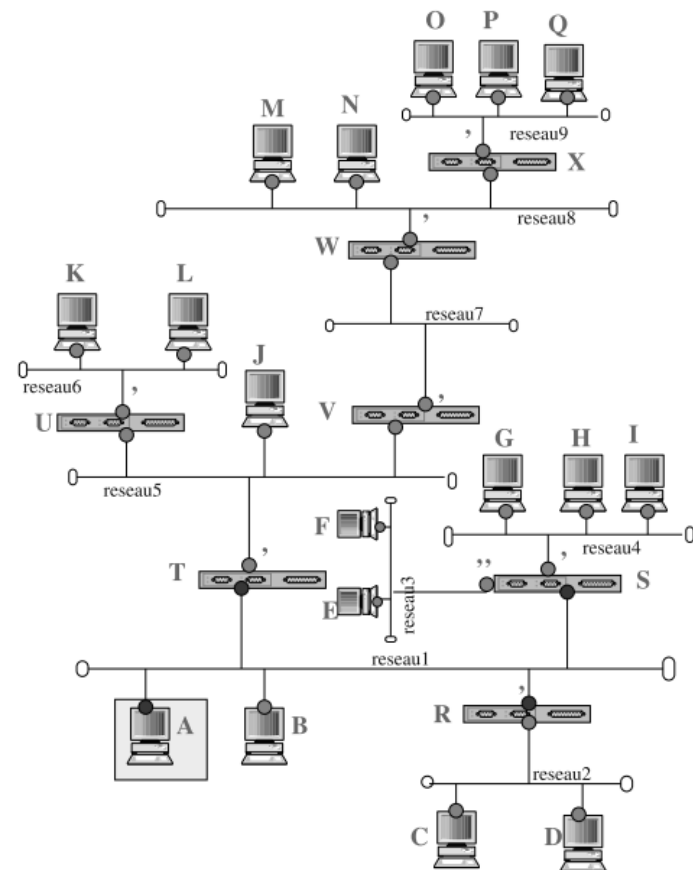 O P Q
reseau9
’ X
M N
reseau8
’
W
K L
reseau7
J
reseau6
’
’
U
V
G H I
reseau5
F
reseau4
’
’’ ’
T
S
E
reseau3
reseau1
’
A
B
R
reseau2
C
D